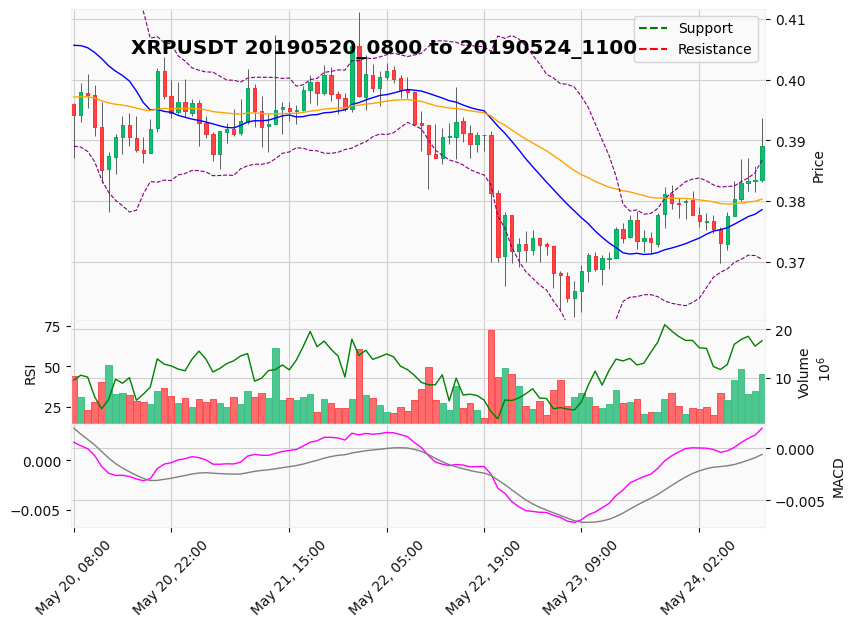 XRPUSDT 20190520_0800 to 20190524_1100
Support
Resistance
0.41
0.40
0.39
0.38
0.37
Price
75
50
25
RSI
20
10
Volume
10^6
0.000
−0.005
0.000
−0.005
MACD
May 20, 08:00
May 20, 22:00
May 21, 15:00
May 22, 05:00
May 22, 19:00
May 23, 09:00
May 24, 02:00